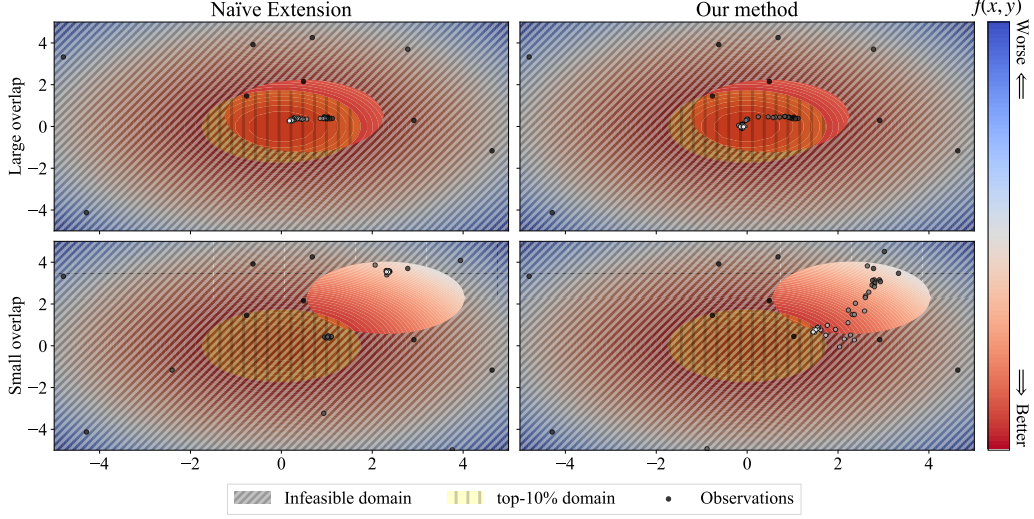 Naïve Extension
Our method
f(x, y)
Large overlap
4
2
0
−2
−4
Worse ⇐
Small overlap
4
2
0
−2
−4
⇐ Better
−4 −2 0 2 4
−4 −2 0 2 4
Infeasible domain
top-10% domain
Observations